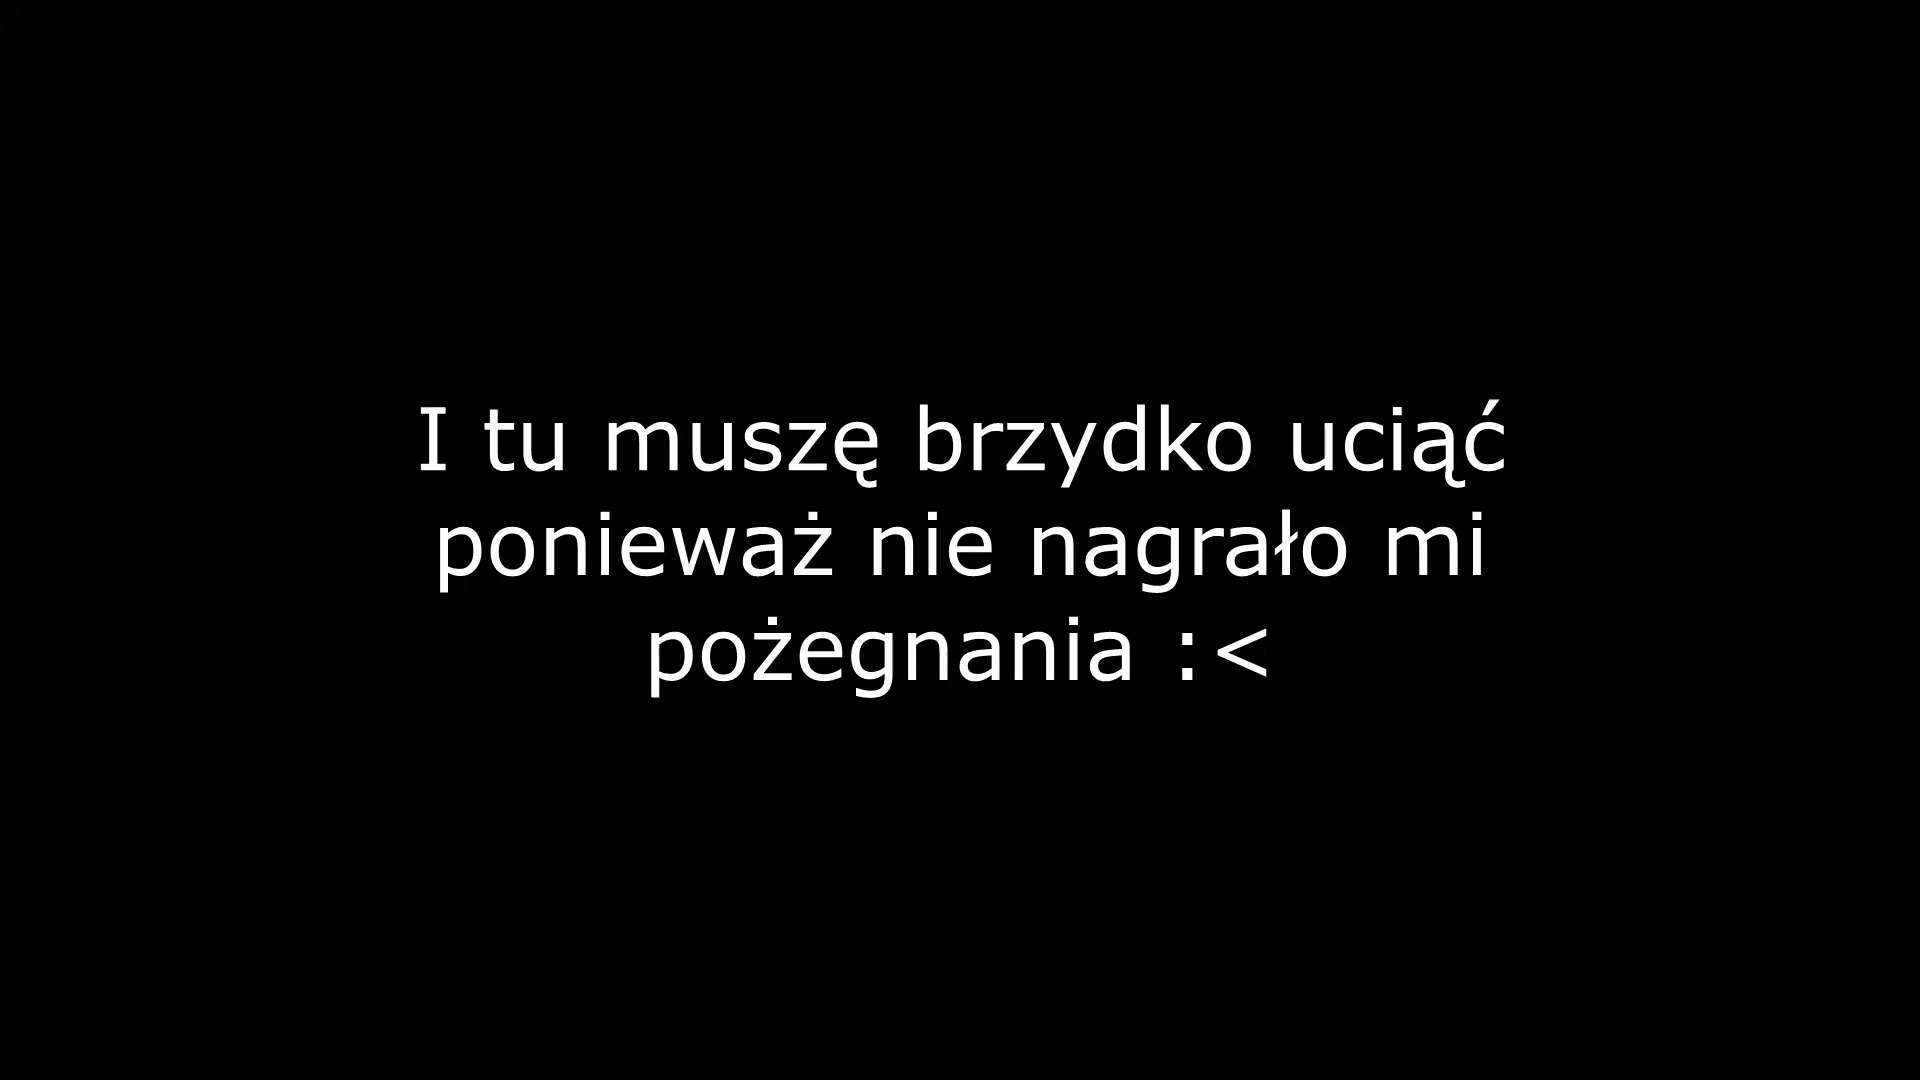 I tu muszę brzydko uciąć
ponieważ nie nagrało mi
pożegnania :<